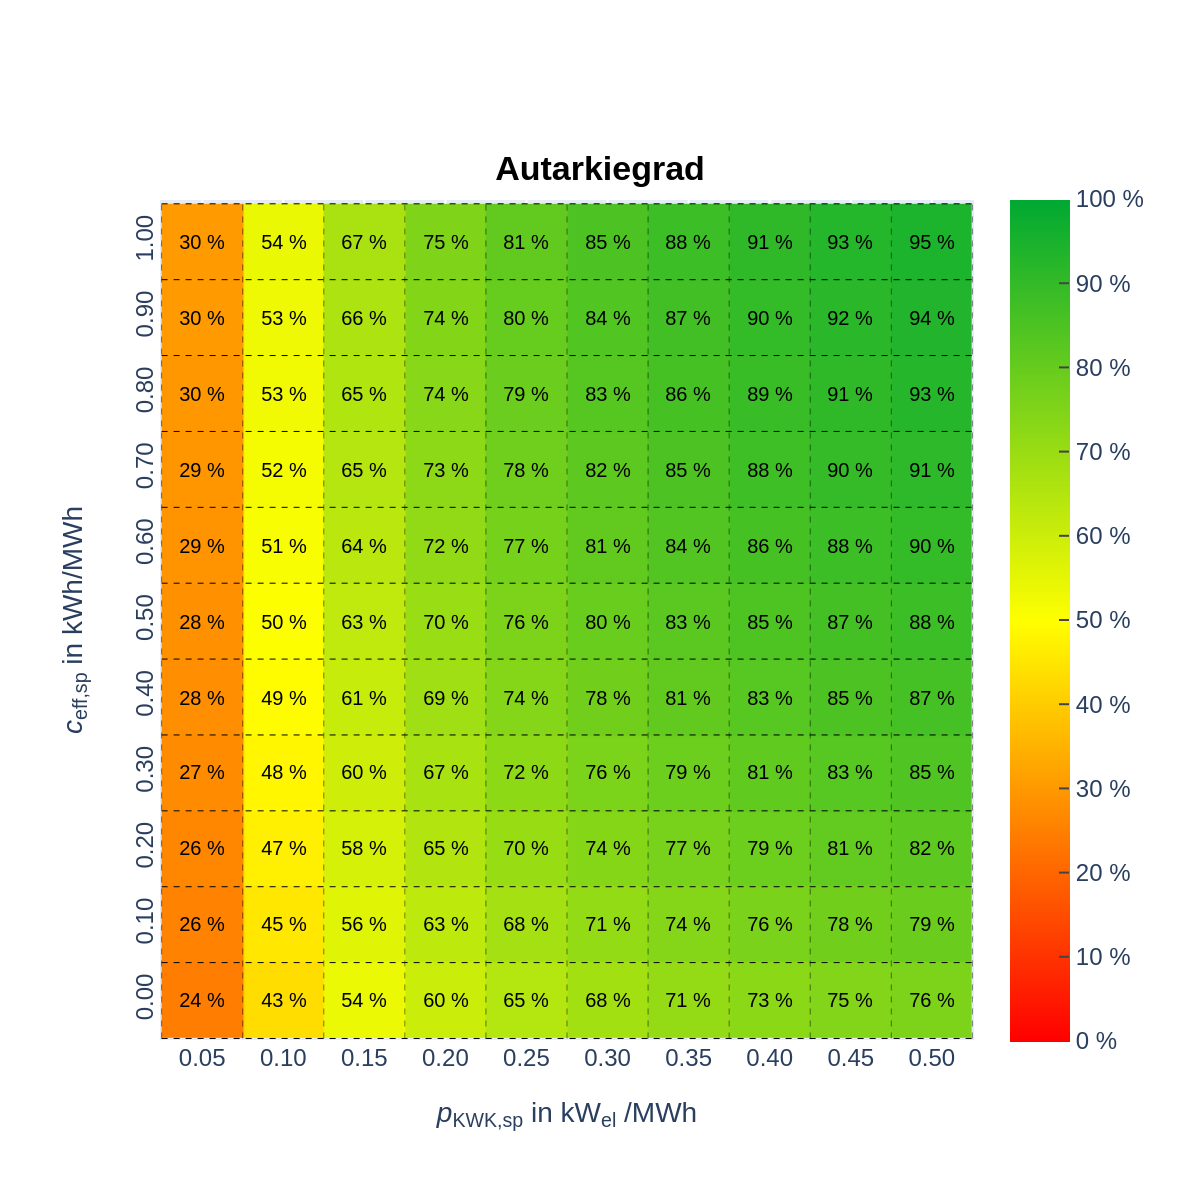 Autarkiegrad
1.00 30 % 54 % 67 % 75 % 81 % 85 % 88 % 91 % 93 % 95 %
0.90 30 % 53 % 66 % 74 % 80 % 84 % 87 % 90 % 92 % 94 %
0.80 30 % 53 % 65 % 74 % 79 % 83 % 86 % 89 % 91 % 93 %
0.70 29 % 52 % 65 % 73 % 78 % 82 % 85 % 88 % 90 % 91 %
0.60 29 % 51 % 64 % 72 % 77 % 81 % 84 % 86 % 88 % 90 %
0.50 28 % 50 % 63 % 70 % 76 % 80 % 83 % 85 % 87 % 88 %
0.40 28 % 49 % 61 % 69 % 74 % 78 % 81 % 83 % 85 % 87 %
0.30 27 % 48 % 60 % 67 % 72 % 76 % 79 % 81 % 83 % 85 %
0.20 26 % 47 % 58 % 65 % 70 % 74 % 77 % 79 % 81 % 82 %
0.10 26 % 45 % 56 % 63 % 68 % 71 % 74 % 76 % 78 % 79 %
0.00 24 % 43 % 54 % 60 % 65 % 68 % 71 % 73 % 75 % 76 %
0.05 0.10 0.15 0.20 0.25 0.30 0.35 0.40 0.45 0.50
p KWK,sp in kW el /MWh
c eff,sp in kWh/MWh
100 %
90 %
80 %
70 %
60 %
50 %
40 %
30 %
20 %
10 %
0 %